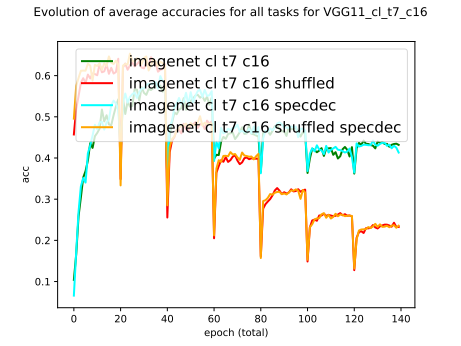 Evolution of average accuracies for all tasks for VGG11_cl_t7_c16
imagenet cl t7 c16
imagenet cl t7 c16 shuffled
imagenet cl t7 c16 specdec
imagenet cl t7 c16 shuffled specdec
acc
0.6
0.5
0.4
0.3
0.2
0.1
0 20 40 60 80 100 120 140
epoch (total)